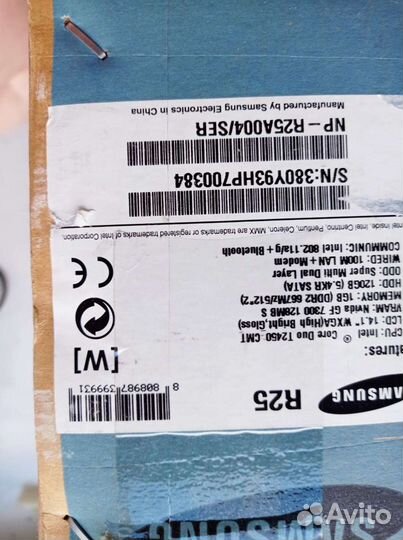 SAMSUNG
R25
8 808987 399931
atures:
CPU: Intel Core Duo T2450 CMT
LCD: 14.1" WXGA(High Bright,Gloss)
VRAM: Nvidia GF 7300 128MB S
MEMORY: 1GB (DDR2 667Mz/512*2)
HDD: 120GB (5.4KR SATA)
ODD: Super Multi Dual Layer
WIRED: 100M LAN + Modem
COMMUNIC: Intel 802.11a/g + Bluetooth
[W]
CE
Intel, Intel Centrino, Pentium, Celeron, MMX are trademarks or registered trademarks of Intel Corporation.
S/N:380Y93HP700384
NP-R25A004/SER
Manufactured by Samsung Electronics in China
SAMSUNG
Avito